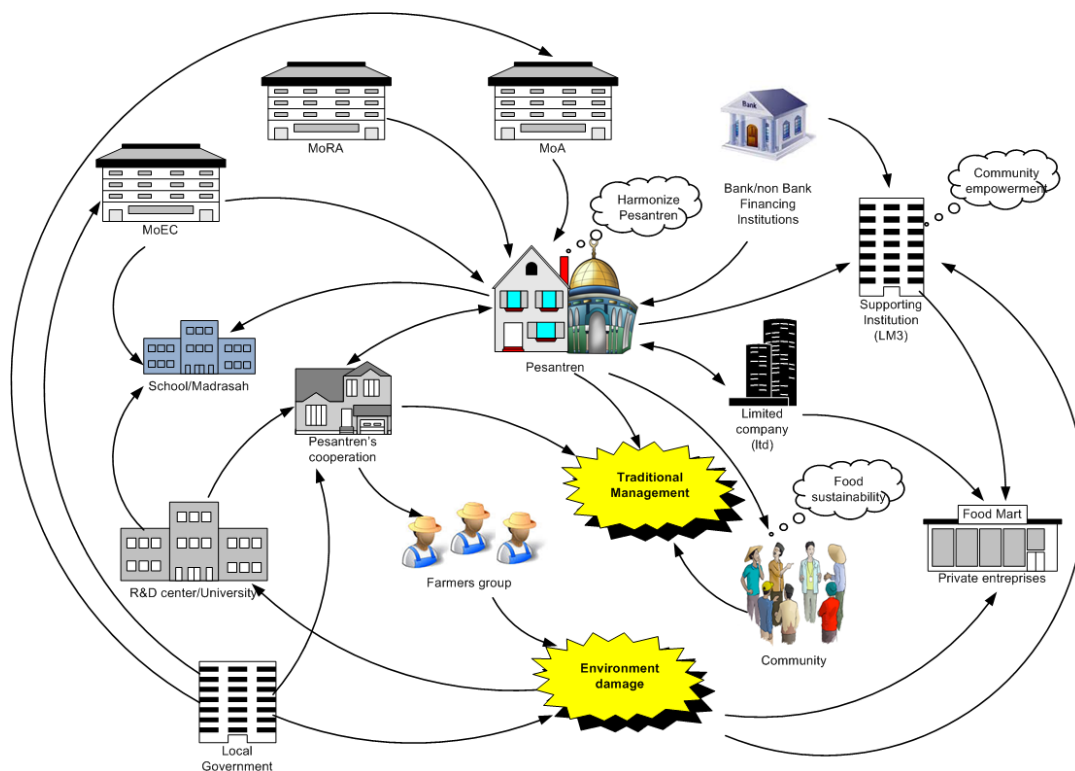 MoRA
MoA
MoEC
Bank
Bank/non Bank
Financing
Institutions
Harmonize
Pesantren
Community
empowerment
Supporting
Institution
(LM3)
Pesantren
School/Madrasah
Pesantren's
cooperation
Limited
company
(ltd)
Traditional
Management
Food
sustainability
Food Mart
Private entreprises
Farmers group
R&D center/University
Community
Environment
damage
Local
Government